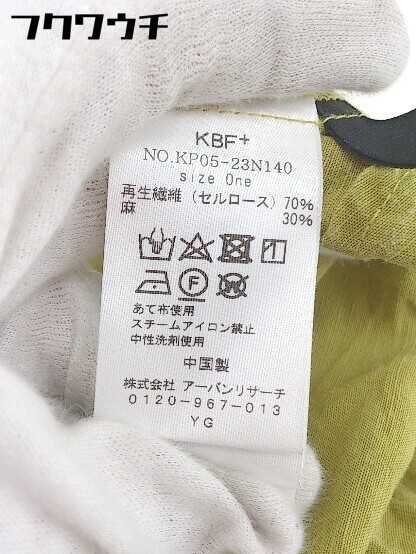 フクワウチ
KBF+
NO.KP05-23N140
size One
再生繊維（セルロース）70%
麻 30%
あて布使用
スチームアイロン禁止
中性洗剤使用
中国製
株式会社 アーバンリサーチ
0120-967-013
YG